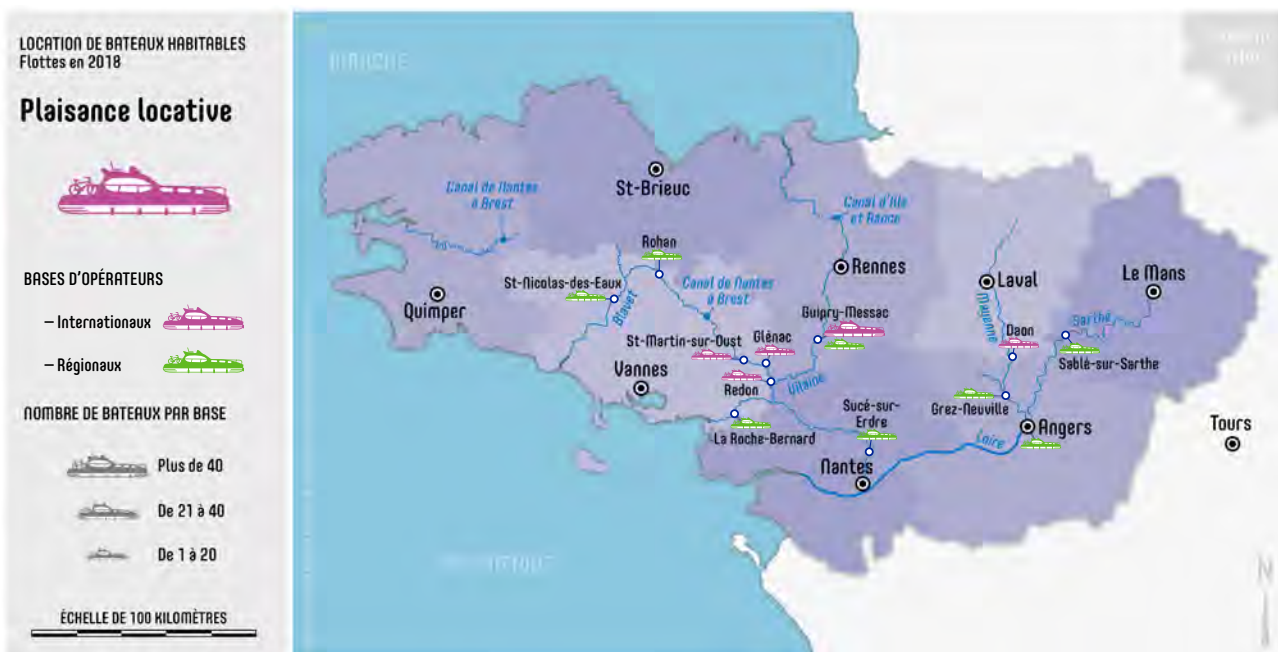 LOCATION DE BATEAUX HABITABLES
Flottes en 2018
Plaisance locative
BASES D'OPÉRATEURS
– Internationaux
– Régionaux
NOMBRE DE BATEAUX PAR BASE
Plus de 40
De 21 à 40
De 1 à 20
ÉCHELLE DE 100 KILOMÈTRES
MANCHE
St-Brieuc
Canal de Nantes
à Brest
Canal d'Ille
et Rance
Rohan
Rennes
St-Nicolas-des-Eaux
Laval
Le Mans
Quimper
Blavet
Canal de Nantes
à Brest
Guipry-Messac
Mayenne
Sarthe
St-Martin-sur-Oust
Glénac
Daon
Sablé-sur-Sarthe
Vannes
Redon
Vilaine
Grez-Neuville
Sucé-sur-
Erdre
La Roche-Bernard
Angers
Tours
Loire
Nantes
N